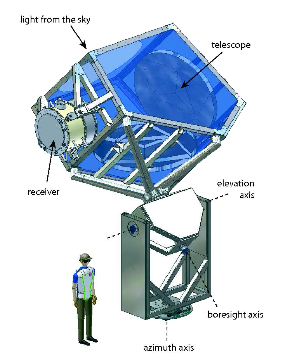 light from the sky
telescope
receiver
elevation
axis
boresight axis
azimuth axis